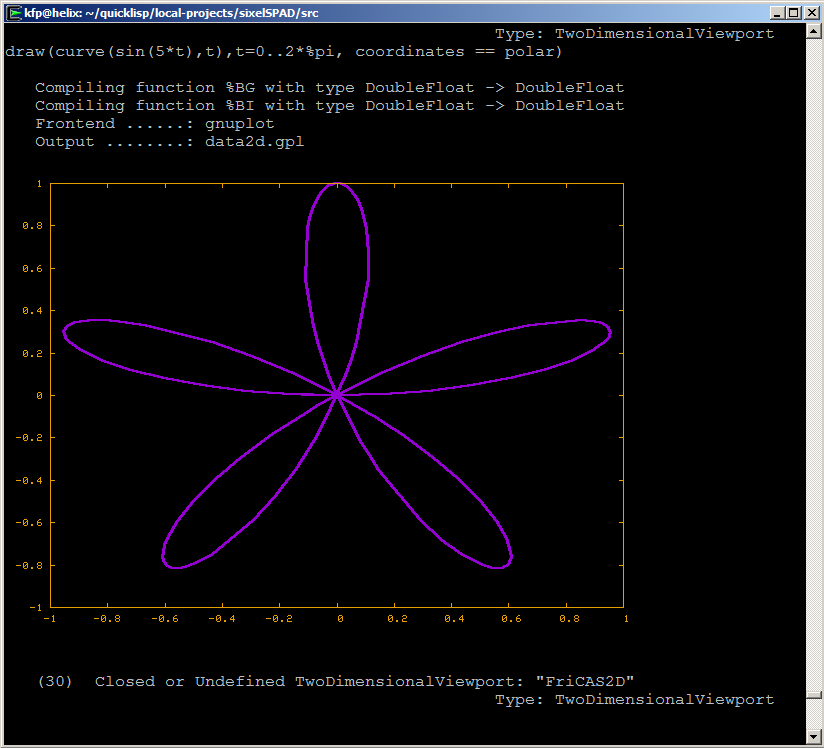 kfp@helix: ~/quicklisp/local-projects/sixelSPAD/src
Type: TwoDimensionalViewport
draw(curve(sin(5*t),t),t=0..2*%pi, coordinates == polar)
Compiling function %BG with type DoubleFloat -> DoubleFloat
Compiling function %BI with type DoubleFloat -> DoubleFloat
Frontend ......: gnuplot
Output ........: data2d.gpl
1
0.8
0.6
0.4
0.2
0
-0.2
-0.4
-0.6
-0.8
-1
-1 -0.8 -0.6 -0.4 -0.2 0 0.2 0.4 0.6 0.8 1
(30) Closed or Undefined TwoDimensionalViewport: "FriCAS2D"
Type: TwoDimensionalViewport